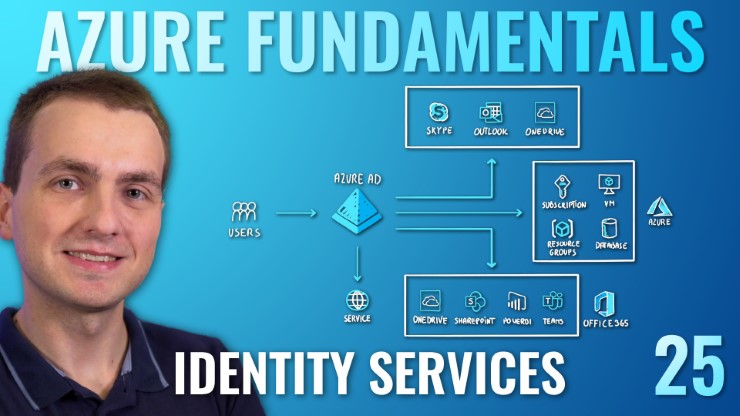 AZURE FUNDAMENTALS
SKYPE OUTLOOK ONEDRIVE
AZURE AD
USERS
SUBSCRIPTION VM
RESOURCE GROUPS DATABASE
AZURE
SERVICE
ONEDRIVE SHAREPOINT POWERBI TEAMS
OFFICE365
IDENTITY SERVICES
25